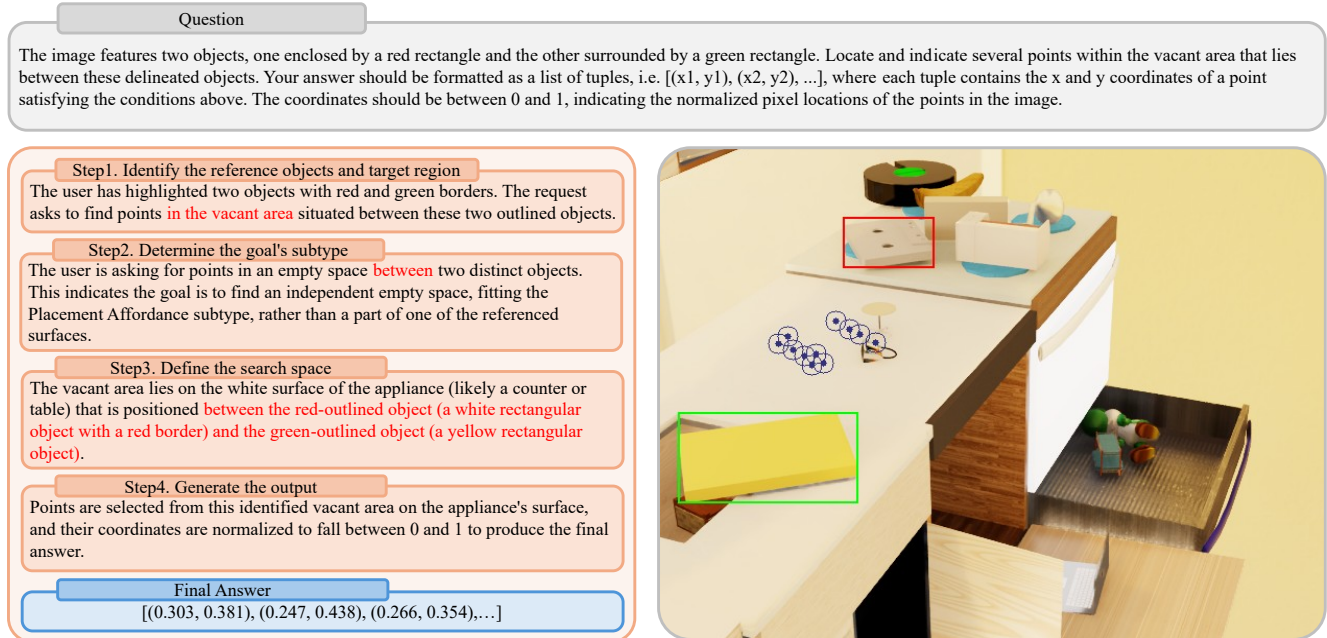 Question
The image features two objects, one enclosed by a red rectangle and the other surrounded by a green rectangle. Locate and indicate several points within the vacant area that lies
between these delineated objects. Your answer should be formatted as a list of tuples, i.e. [(x1, y1), (x2, y2), ...], where each tuple contains the x and y coordinates of a point
satisfying the conditions above. The coordinates should be between 0 and 1, indicating the normalized pixel locations of the points in the image.
Step1. Identify the reference objects and target region
The user has highlighted two objects with red and green borders. The request
asks to find points in the vacant area situated between these two outlined objects.
Step2. Determine the goal's subtype
The user is asking for points in an empty space between two distinct objects.
This indicates the goal is to find an independent empty space, fitting the
Placement Affordance subtype, rather than a part of one of the referenced
surfaces.
Step3. Define the search space
The vacant area lies on the white surface of the appliance (likely a counter or
table) that is positioned between the red-outlined object (a white rectangular
object with a red border) and the green-outlined object (a yellow rectangular
object).
Step4. Generate the output
Points are selected from this identified vacant area on the appliance's surface,
and their coordinates are normalized to fall between 0 and 1 to produce the final
answer.
Final Answer
[(0.303, 0.381), (0.247, 0.438), (0.266, 0.354),…]